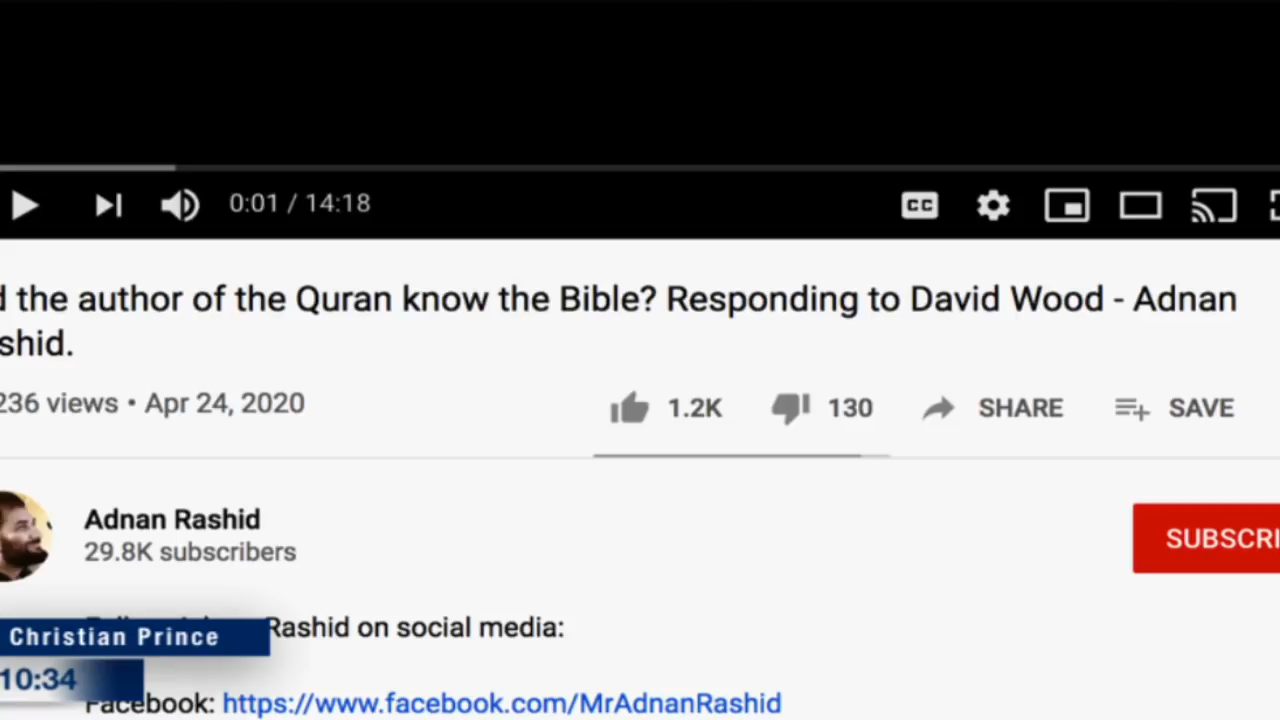 0:01 / 14:18
CC
d the author of the Quran know the Bible? Responding to David Wood - Adnan
shid.
236 views • Apr 24, 2020
1.2K
130
SHARE
SAVE
Adnan Rashid
29.8K subscribers
SUBSCRI
Rashid on social media:
Christian Prince
10:34
Facebook: https://www.facebook.com/MrAdnanRashid